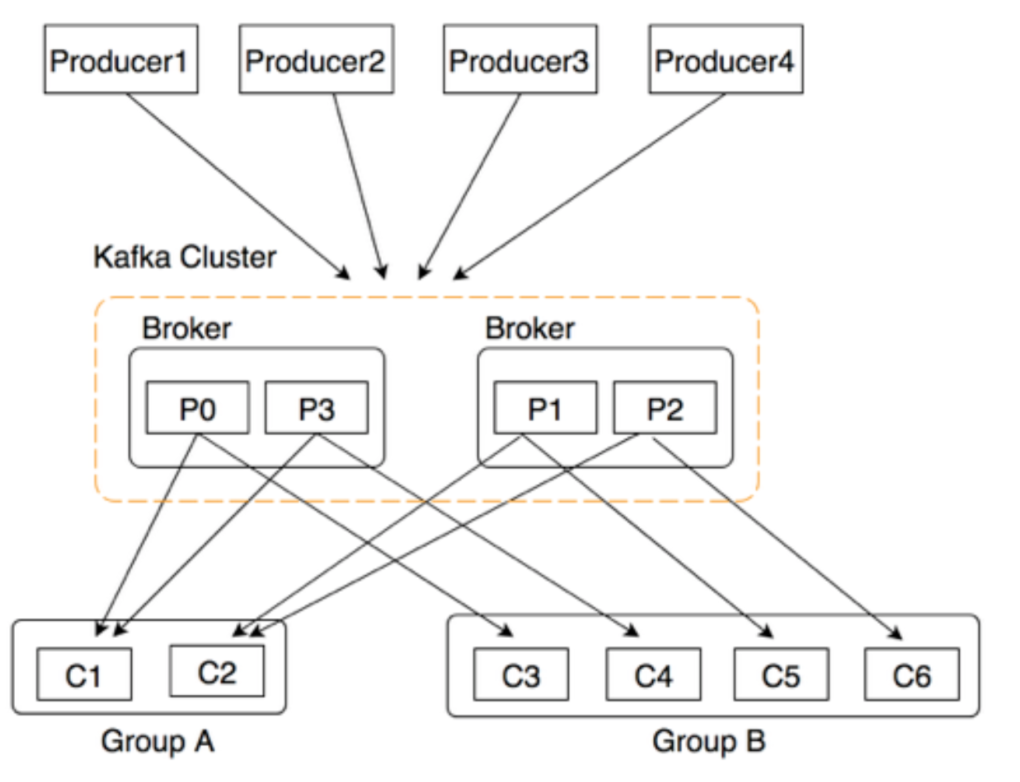 Producer1
Producer2
Producer3
Producer4
Kafka Cluster
Broker
Broker
P0
P3
P1
P2
C1
C2
C3
C4
C5
C6
Group A
Group B